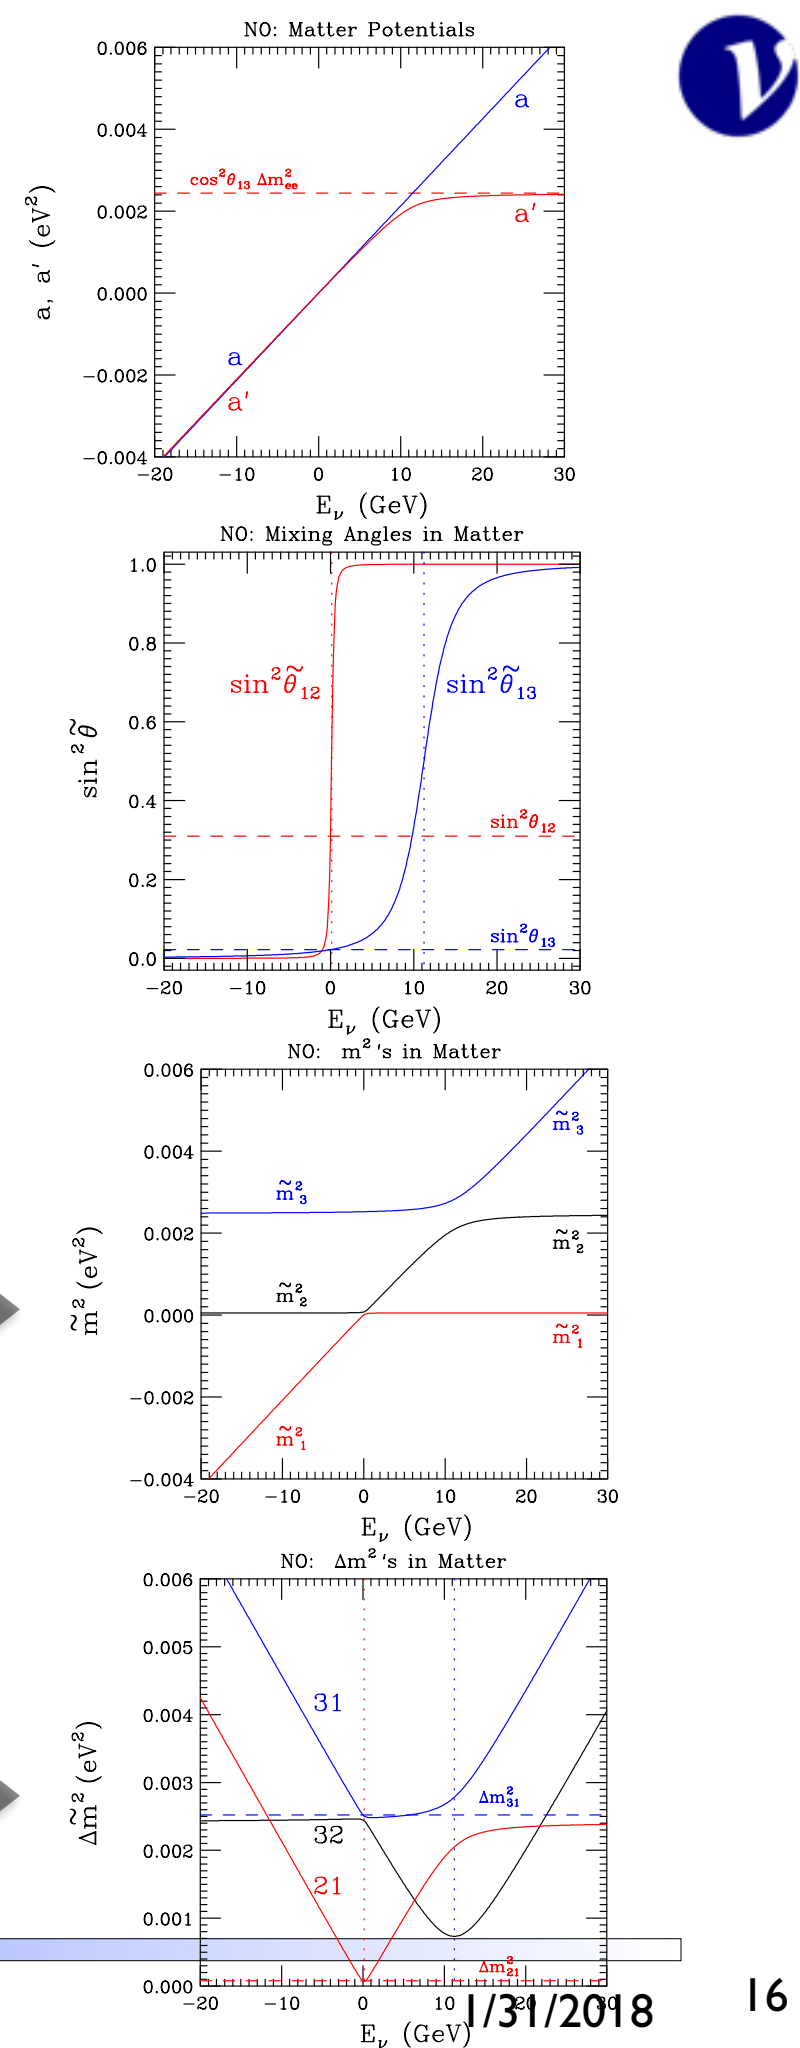 NO: Matter Potentials
0.006
0.004
0.002
0.000
−0.002
−0.004
a, a′ (eV²)
a
cos²θ₁₃ Δm²ₑₑ
a′
a
a′
−20 −10 0 10 20 30
E_ν (GeV)
ν
NO: Mixing Angles in Matter
1.0
0.8
0.6
0.4
0.2
0.0
sin²θ̃
sin²θ̃₁₂
sin²θ̃₁₃
sin²θ₁₂
sin²θ₁₃
−20 −10 0 10 20 30
E_ν (GeV)
NO: m²'s in Matter
0.006
0.004
0.002
0.000
−0.002
−0.004
m̃² (eV²)
m̃²₃
m̃²₃
m̃²₂
m̃²₂
m̃²₁
m̃²₁
−20 −10 0 10 20 30
E_ν (GeV)
NO: Δm²'s in Matter
0.006
0.005
0.004
0.003
0.002
0.001
0.000
Δm̃² (eV²)
31
Δm²₃₁
32
21
Δm²₂₁
−20 −10 0 10 20 30
E_ν (GeV)
1/31/2018
16